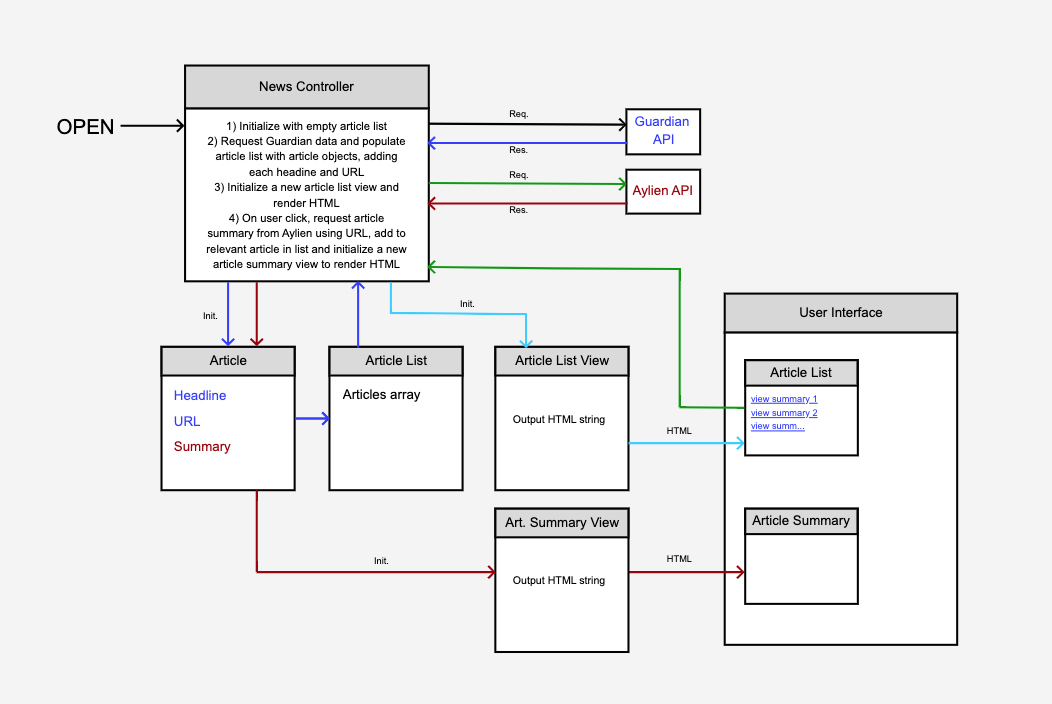 News Controller
OPEN
1) Initialize with empty article list
2) Request Guardian data and populate
article list with article objects, adding
each headine and URL
3) Initialize a new article list view and
render HTML
4) On user click, request article
summary from Aylien using URL, add to
relevant article in list and initialize a new
article summary view to render HTML
Req.
Res.
Guardian
API
Req.
Res.
Aylien API
Init.
Init.
User Interface
Article
Headline
URL
Summary
Article List
Articles array
Article List View
Output HTML string
HTML
Article List
view summary 1
view summary 2
view summ...
Init.
Art. Summary View
Output HTML string
HTML
Article Summary